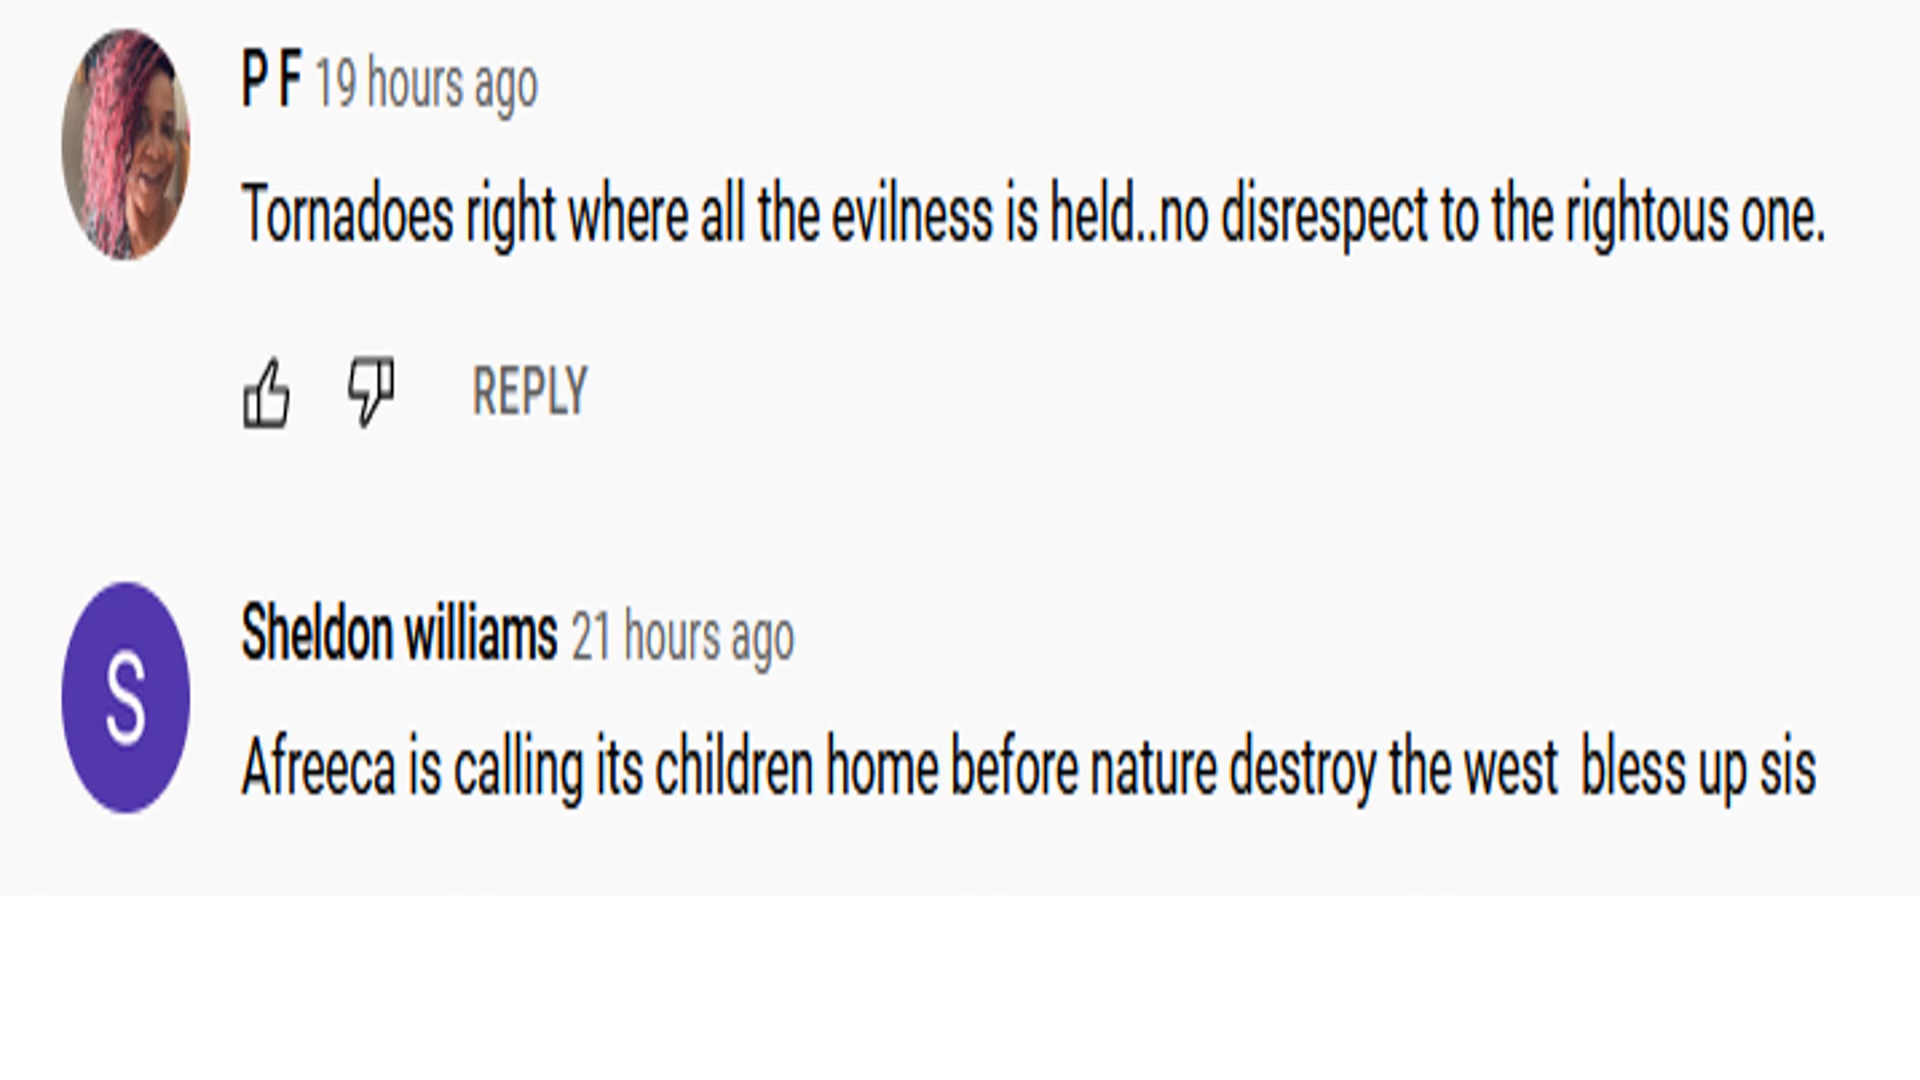 P F 19 hours ago
Tornadoes right where all the evilness is held..no disrespect to the rightous one.
REPLY
S
Sheldon williams 21 hours ago
Afreeca is calling its children home before nature destroy the west  bless up sis